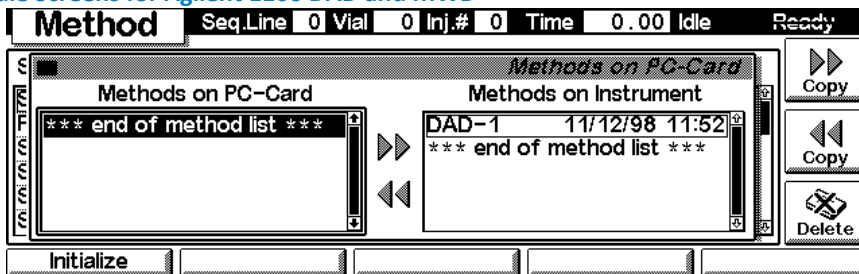 Method Seq.Line 0 Vial 0 Inj.# 0 Time 0.00 Idle Ready
Methods on PC-Card
Methods on PC-Card Methods on Instrument
*** end of method list *** DAD-1 11/12/98 11:52
*** end of method list ***
Copy
Copy
Delete
Initialize